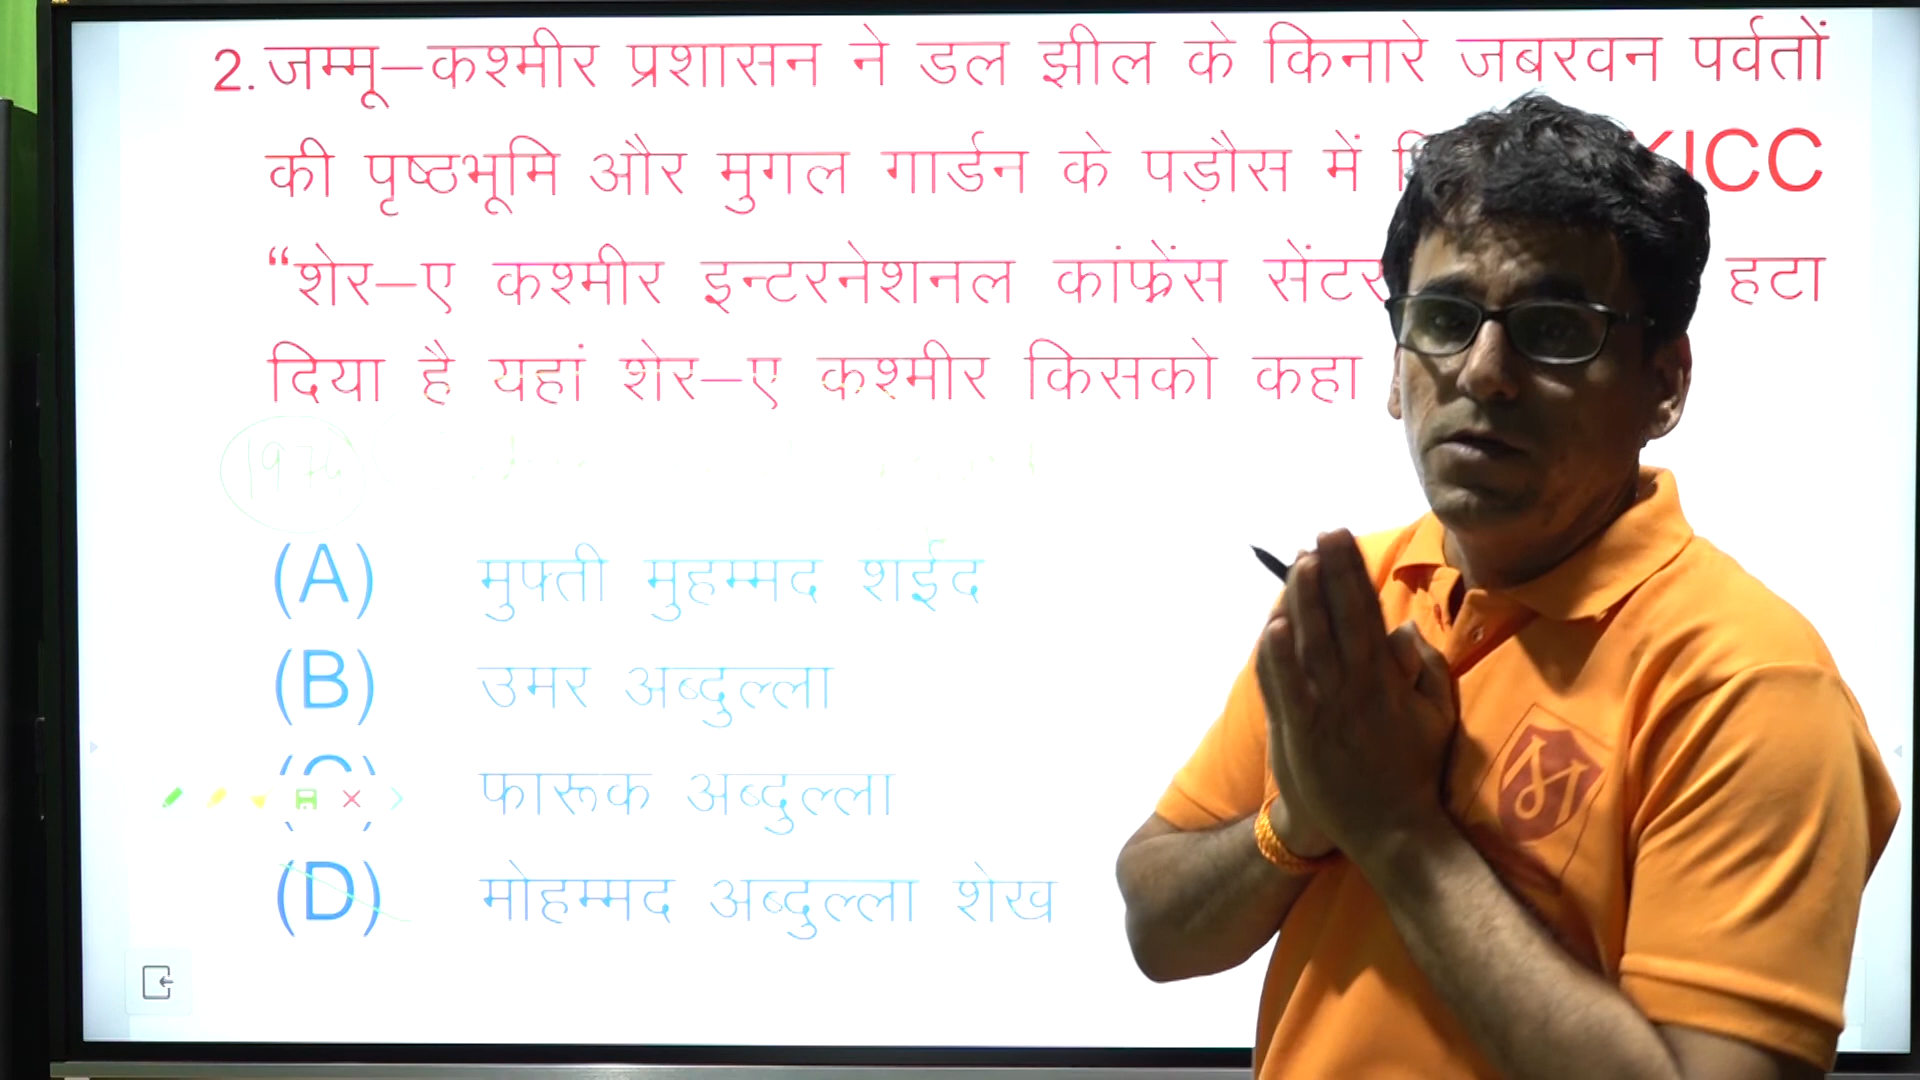 2. जम्मू–कश्मीर प्रशासन ने डल झील के किनारे जबरवन पर्वतों
की पृष्ठभूमि और मुगल गार्डन के पड़ौस में KICC
“शेर–ए कश्मीर इन्टरनेशनल कांफ्रेंस सेंटर हटा
दिया है यहां शेर–ए कश्मीर किसको कहा
(A) मुफ्ती मुहम्मद शईद
(B) उमर अब्दुल्ला
(C) फारूक अब्दुल्ला
(D) मोहम्मद अब्दुल्ला शेख